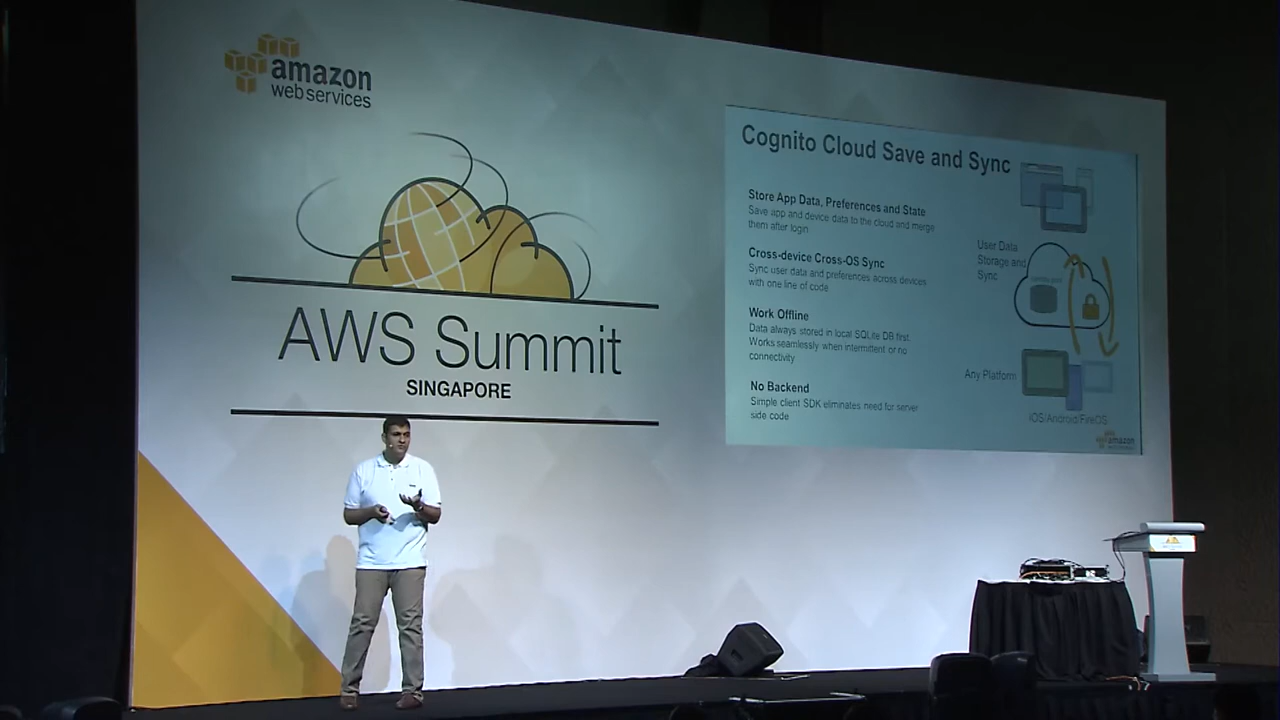 amazon
web services
AWS Summit
SINGAPORE
Cognito Cloud Save and Sync
Store App Data, Preferences and State
Save app and device data to the cloud and merge
them after login
Cross-device Cross-OS Sync
Sync user data and preferences across devices
with one line of code
Work Offline
Data always stored in local SQLite DB first.
Works seamlessly when intermittent or no
connectivity
No Backend
Simple client SDK eliminates need for server
side code
User Data
Storage and
Sync
Any Platform
iOS/Android/FireOS
amazon